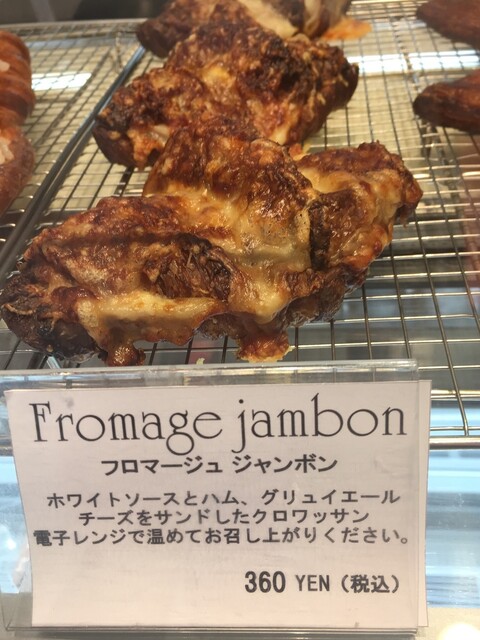 Fromage jambon
フロマージュ ジャンボン
ホワイトソースとハム、グリュイエール
チーズをサンドしたクロワッサン
電子レンジで温めてお召し上がりください。
360 YEN（税込）